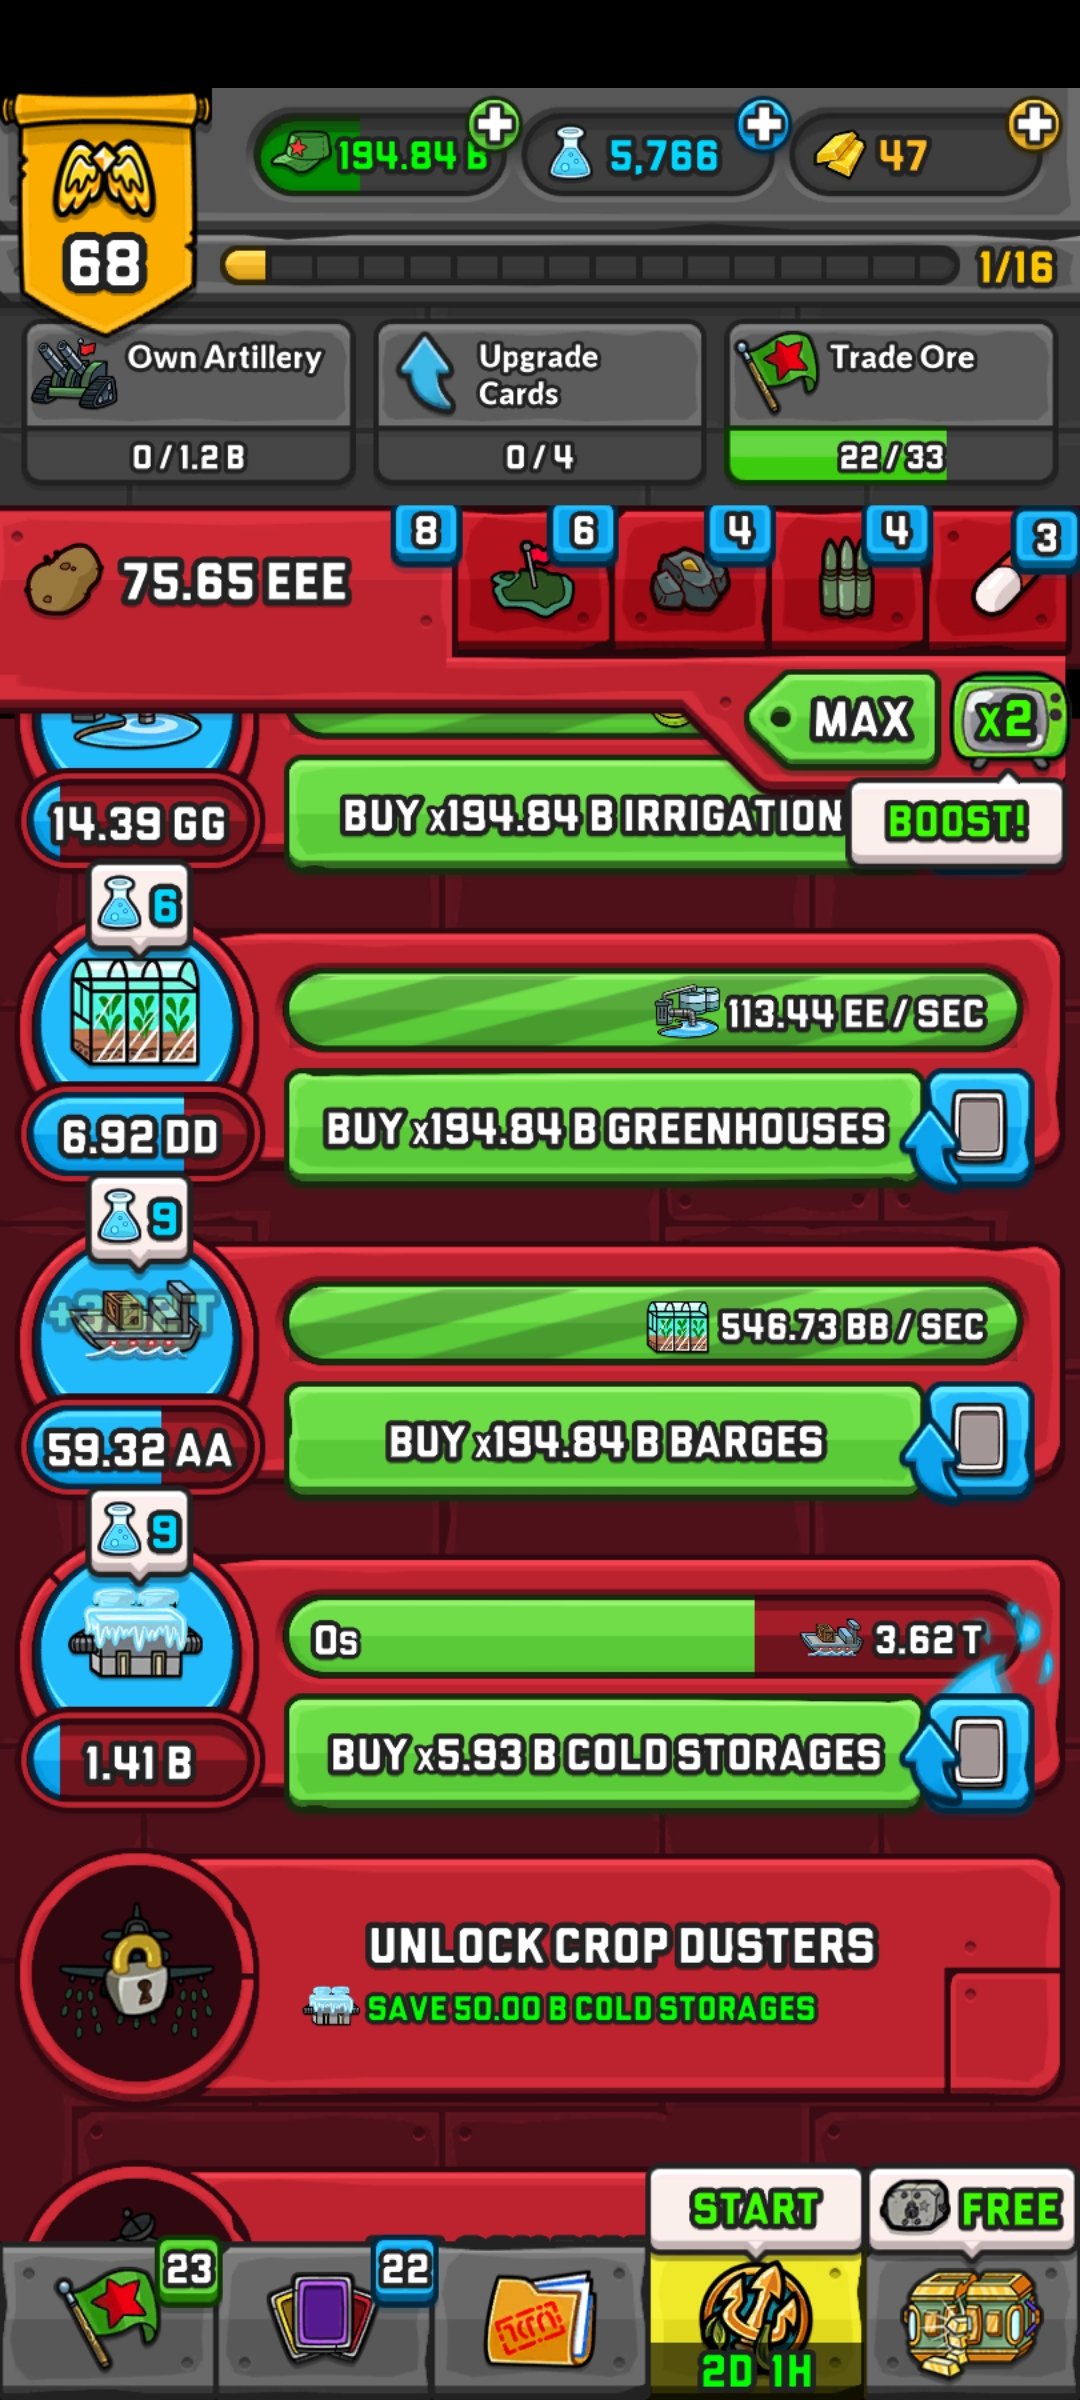 194.84 B
5,766
47
68
1/16
Own Artillery
0 / 1.2 B
Upgrade
Cards
0 / 4
Trade Ore
22 / 33
75.65 EEE
8
6
4
4
3
MAX
x2
BOOST!
14.39 GG
BUY x194.84 B IRRIGATION
6
113.44 EE / SEC
6.92 DD
BUY x194.84 B GREENHOUSES
9
546.73 BB / SEC
59.32 AA
BUY x194.84 B BARGES
9
0s
3.62 T
1.41 B
BUY x5.93 B COLD STORAGES
UNLOCK CROP DUSTERS
SAVE 50.00 B COLD STORAGES
START
FREE
23
22
2D 1H